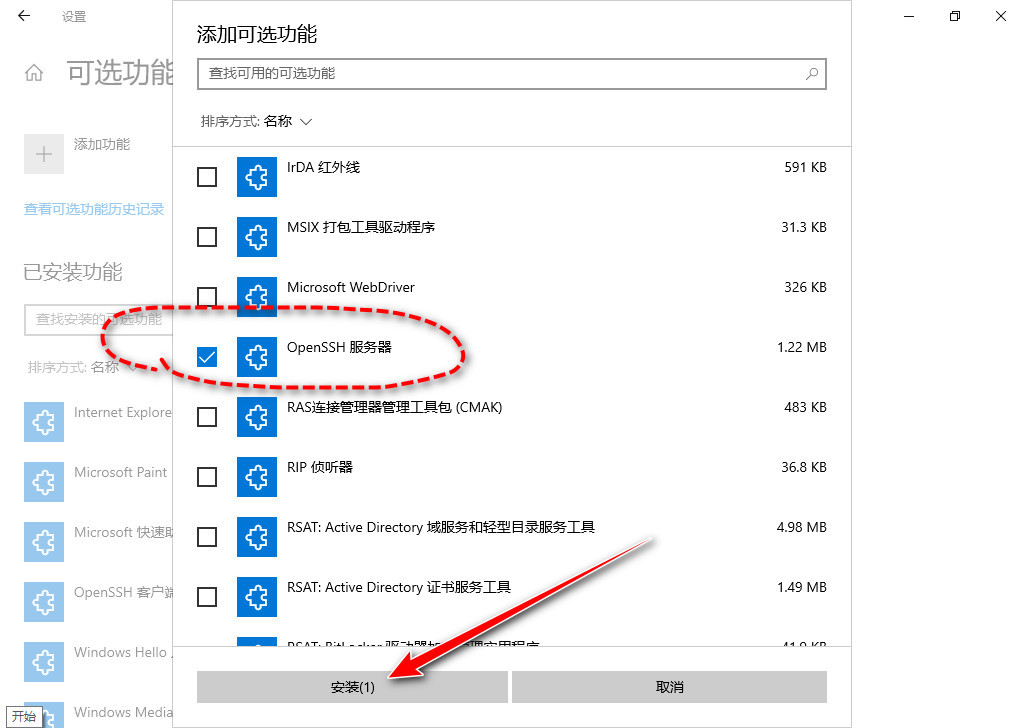 设置
可选功能
添加功能
查看可选功能历史记录
已安装功能
查找安装的可选功能
排序方式: 名称
Internet Explore
Microsoft Paint
Microsoft 快速助
OpenSSH 客户端
Windows Hello
Windows Media
开始
添加可选功能
查找可用的可选功能
排序方式: 名称
IrDA 红外线 591 KB
MSIX 打包工具驱动程序 31.3 KB
Microsoft WebDriver 326 KB
OpenSSH 服务器 1.22 MB
RAS连接管理器管理工具包 (CMAK) 483 KB
RIP 侦听器 36.8 KB
RSAT: Active Directory 域服务和轻型目录服务工具 4.98 MB
RSAT: Active Directory 证书服务工具 1.49 MB
RSAT: BitLocker 驱动器加
安装(1)
取消